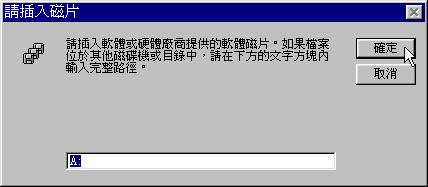 請插入磁片
請插入軟體或硬體廠商提供的軟體磁片。如果檔案
位於其他磁碟機或目錄中，請在下方的文字方塊內
輸入完整路徑。
確定
取消
A: